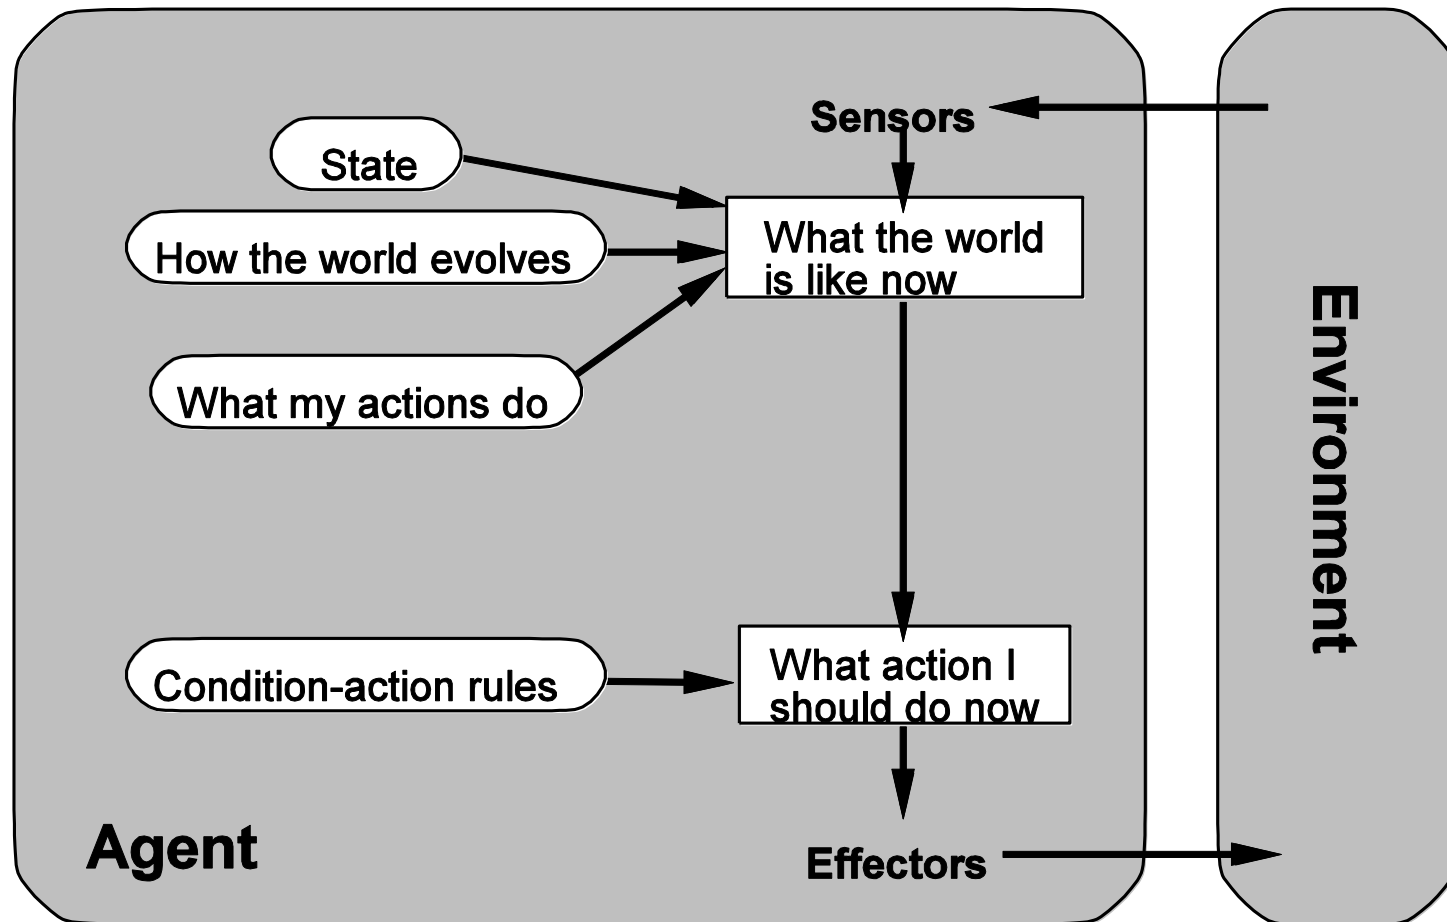 Sensors
State
What the world
is like now
How the world evolves
What my actions do
Environment
What action I
should do now
Condition-action rules
Agent
Effectors